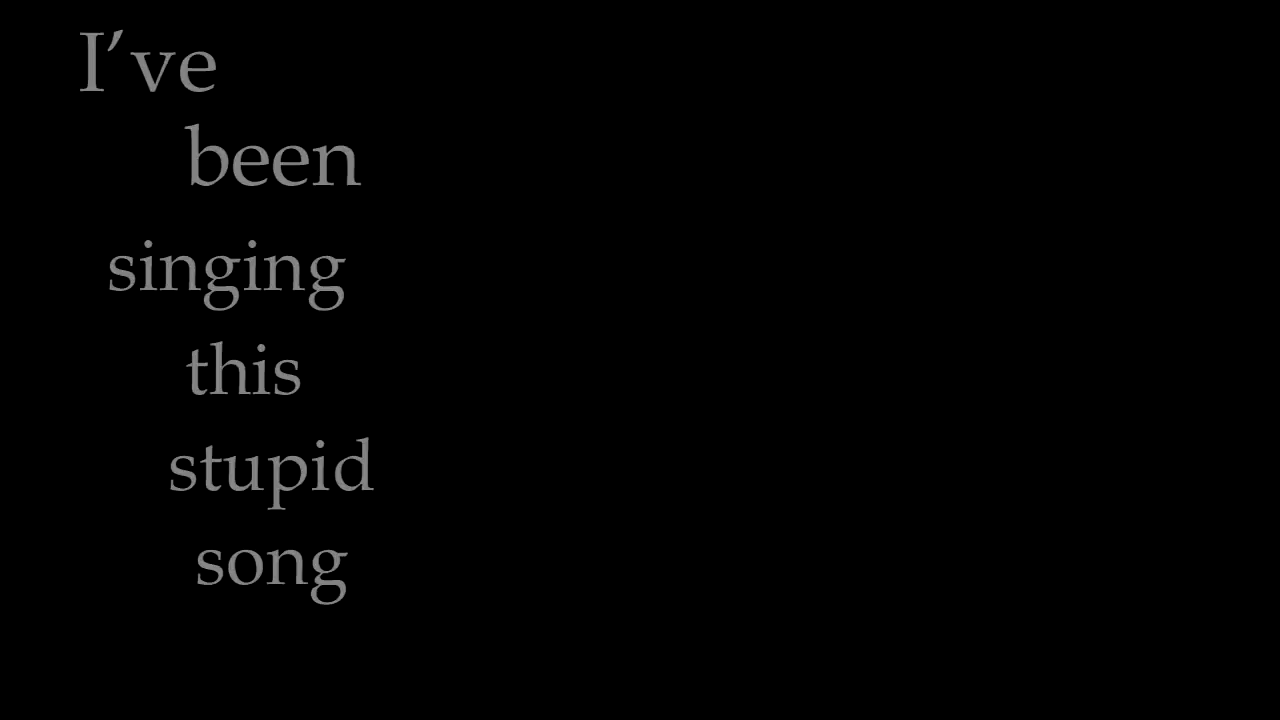 I’ve
been
singing
this
stupid
song